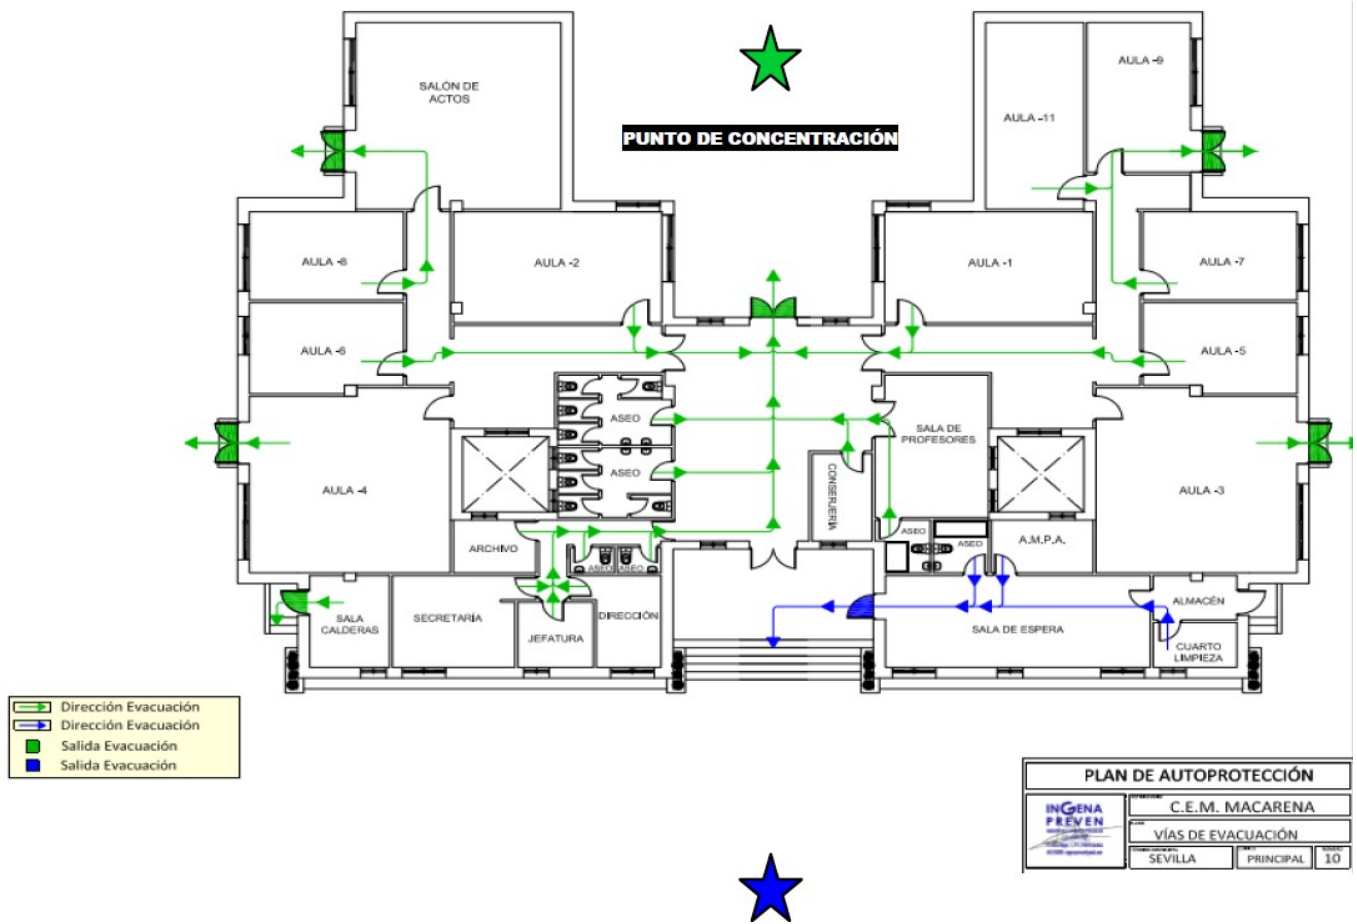 SALÓN DE
ACTOS
AULA -9
AULA -11
PUNTO DE CONCENTRACIÓN
AULA -8
AULA -2
AULA -1
AULA -7
AULA -6
AULA -5
ASEO
SALA DE
PROFESORES
ASEO
CONSERJERÍA
AULA -4
AULA -3
ARCHIVO
ASEO
ASEO
ASEO
ASEO
A.M.P.A.
SALA
CALDERAS
SECRETARÍA
JEFATURA
DIRECCIÓN
SALA DE ESPERA
ALMACÉN
CUARTO
LIMPIEZA
Dirección Evacuación
Dirección Evacuación
Salida Evacuación
Salida Evacuación
PLAN DE AUTOPROTECCIÓN
INGENA
PREVEN
C.E.M. MACARENA
VÍAS DE EVACUACIÓN
SEVILLA
PRINCIPAL
10